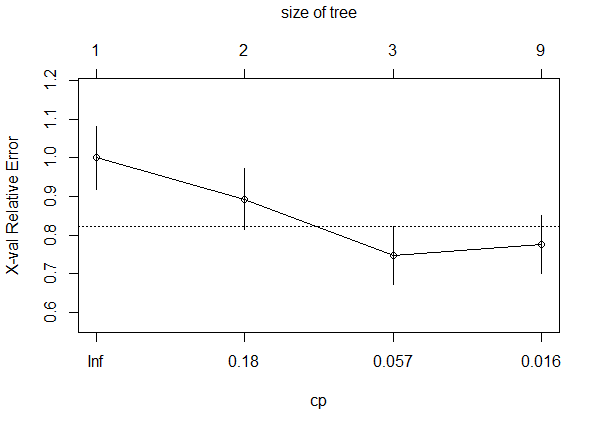 size of tree
1 2 3 9
1.2
1.1
1.0
0.9
0.8
0.7
0.6
X-val Relative Error
Inf 0.18 0.057 0.016
cp